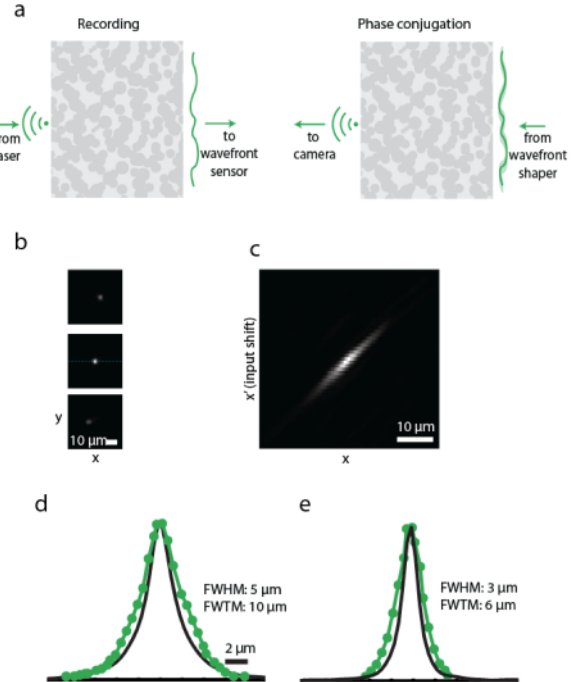 a
Recording
Phase conjugation
from
laser
to
wavefront
sensor
to
camera
from
wavefront
shaper
b
c
y
10 μm
x
x' (input shift)
10 μm
x
d
e
FWHM: 5 μm
FWTM: 10 μm
2 μm
FWHM: 3 μm
FWTM: 6 μm